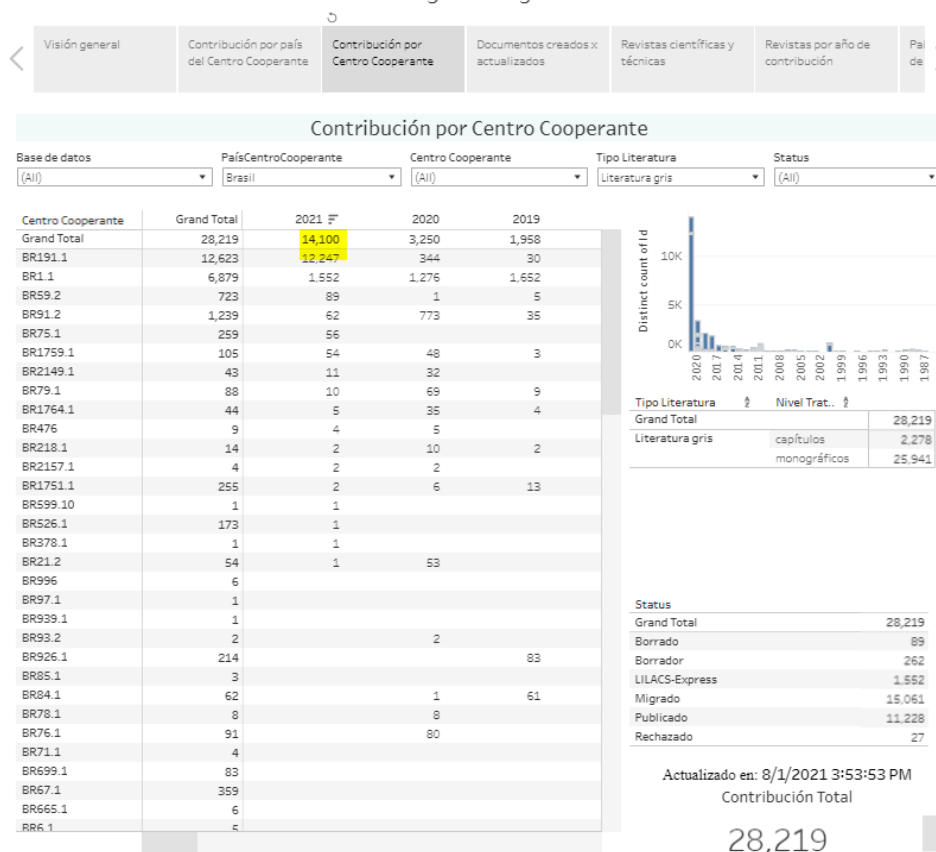 Visión general
Contribución por país
del Centro Cooperante
Contribución por
Centro Cooperante
Documentos creados x
actualizados
Revistas científicas y
técnicas
Revistas por año de
contribución
Contribución por Centro Cooperante
Base de datos PaísCentroCooperante Centro Cooperante Tipo Literatura Status
(All) Brasil (All) Literatura gris (All)
Centro Cooperante Grand Total 2021 2020 2019
Grand Total 28,219 14,100 3,250 1,958
BR191.1 12,623 12,247 344 30
BR1.1 6,879 1,552 1,276 1,652
BR59.2 723 89 1 5
BR91.2 1,239 62 773 35
BR75.1 259 56
BR1759.1 105 54 48 3
BR2149.1 43 11 32
BR79.1 88 10 69 9
BR1764.1 44 5 35 4
BR476 9 4 5
BR218.1 14 2 10 2
BR2157.1 4 2 2
BR1751.1 255 2 6 13
BR599.10 1 1
BR526.1 173 1
BR378.1 1 1
BR21.2 54 1 53
BR996 6
BR97.1 1
BR939.1 1
BR93.2 2 2
BR926.1 214 83
BR85.1 3
BR84.1 62 1 61
BR78.1 8 8
BR76.1 91 80
BR71.1 4
BR699.1 83
BR67.1 359
BR665.1 6
BR6.1 5
Distinct count of Id
10K
5K
0K
2020 2017 2014 2011 2008 2005 2002 1999 1996 1993 1990 1987
Tipo Literatura Nivel Trat..
Grand Total 28,219
Literatura gris capítulos 2,278
monográficos 25,941
Status
Grand Total 28,219
Borrado 89
Borrador 262
LILACS-Express 1,552
Migrado 15,061
Publicado 11,228
Rechazado 27
Actualizado en: 8/1/2021 3:53:53 PM
Contribución Total
28,219